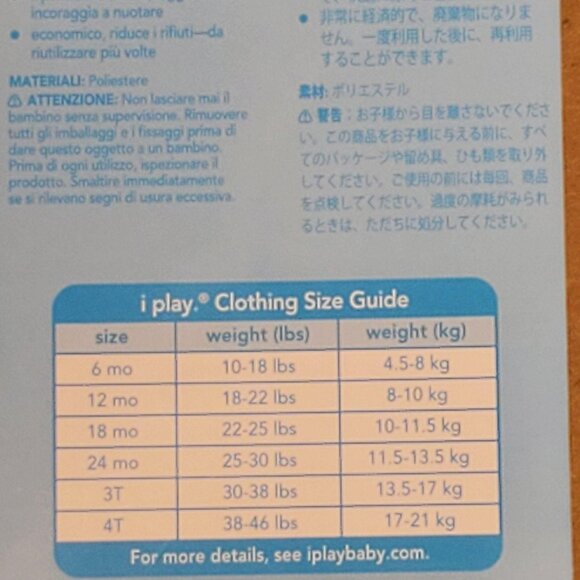 incoraggia a nuotare
● economico, riduce i rifiuti—da
riutilizzare più volte
MATERIALI: Poliestere
⚠ ATTENZIONE: Non lasciare mai il
bambino senza supervisione. Rimuovere
tutti gli imballaggi e i fissaggi prima di
dare questo oggetto a un bambino.
Prima di ogni utilizzo, ispezionare il
prodotto. Smaltire immediatamente
se si rilevano segni di usura eccessiva.
● 非常に経済的で、廃棄物になりま
せん。一度利用した後に、再利用
することができます。
素材: ポリエステル
⚠ 警告：お子様から目を離さないでくださ
い。この商品をお子様に与える前に、すべ
てのパッケージや留め具、ひも類を取り外
してください。ご使用の前には毎回、商品
を点検してください。過度の摩耗がみられ
るときは、ただちに処分してください。
i play.® Clothing Size Guide
size weight (lbs) weight (kg)
6 mo 10-18 lbs 4.5-8 kg
12 mo 18-22 lbs 8-10 kg
18 mo 22-25 lbs 10-11.5 kg
24 mo 25-30 lbs 11.5-13.5 kg
3T 30-38 lbs 13.5-17 kg
4T 38-46 lbs 17-21 kg
For more details, see iplaybaby.com.